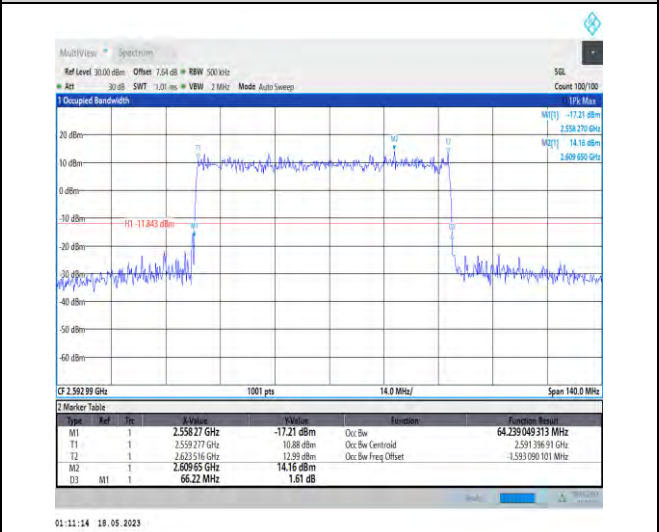 MultiView Spectrum
Ref Level 30.00 dBm Offset 7.64 dB RBW 500 kHz SGL
Att 30 dB SWT 1.01 ms VBW 2 MHz Mode Auto Sweep Count 100/100
1 Occupied Bandwidth 1Pk Max
M1[1] -17.21 dBm
2.558 270 GHz
M2[1] 14.16 dBm
2.609 650 GHz
20 dBm
T1 M2 T2
10 dBm
0 dBm
-10 dBm
H1 -11.843 dBm M1 D3
-20 dBm
-30 dBm
-40 dBm
-50 dBm
-60 dBm
CF 2.592 99 GHz 1001 pts 14.0 MHz/ Span 140.0 MHz
2 Marker Table
Type Ref Trc X-Value Y-Value Function Function Result
M1 1 2.558 27 GHz -17.21 dBm Occ Bw 64.239 049 313 MHz
T1 1 2.559 277 GHz 10.88 dBm Occ Bw Centroid 2.591 396 91 GHz
T2 1 2.623 516 GHz 12.99 dBm Occ Bw Freq Offset -1.593 090 101 MHz
M2 1 2.609 65 GHz 14.16 dBm
D3 M1 1 66.22 MHz 1.61 dB
01:11:14 18.05.2023